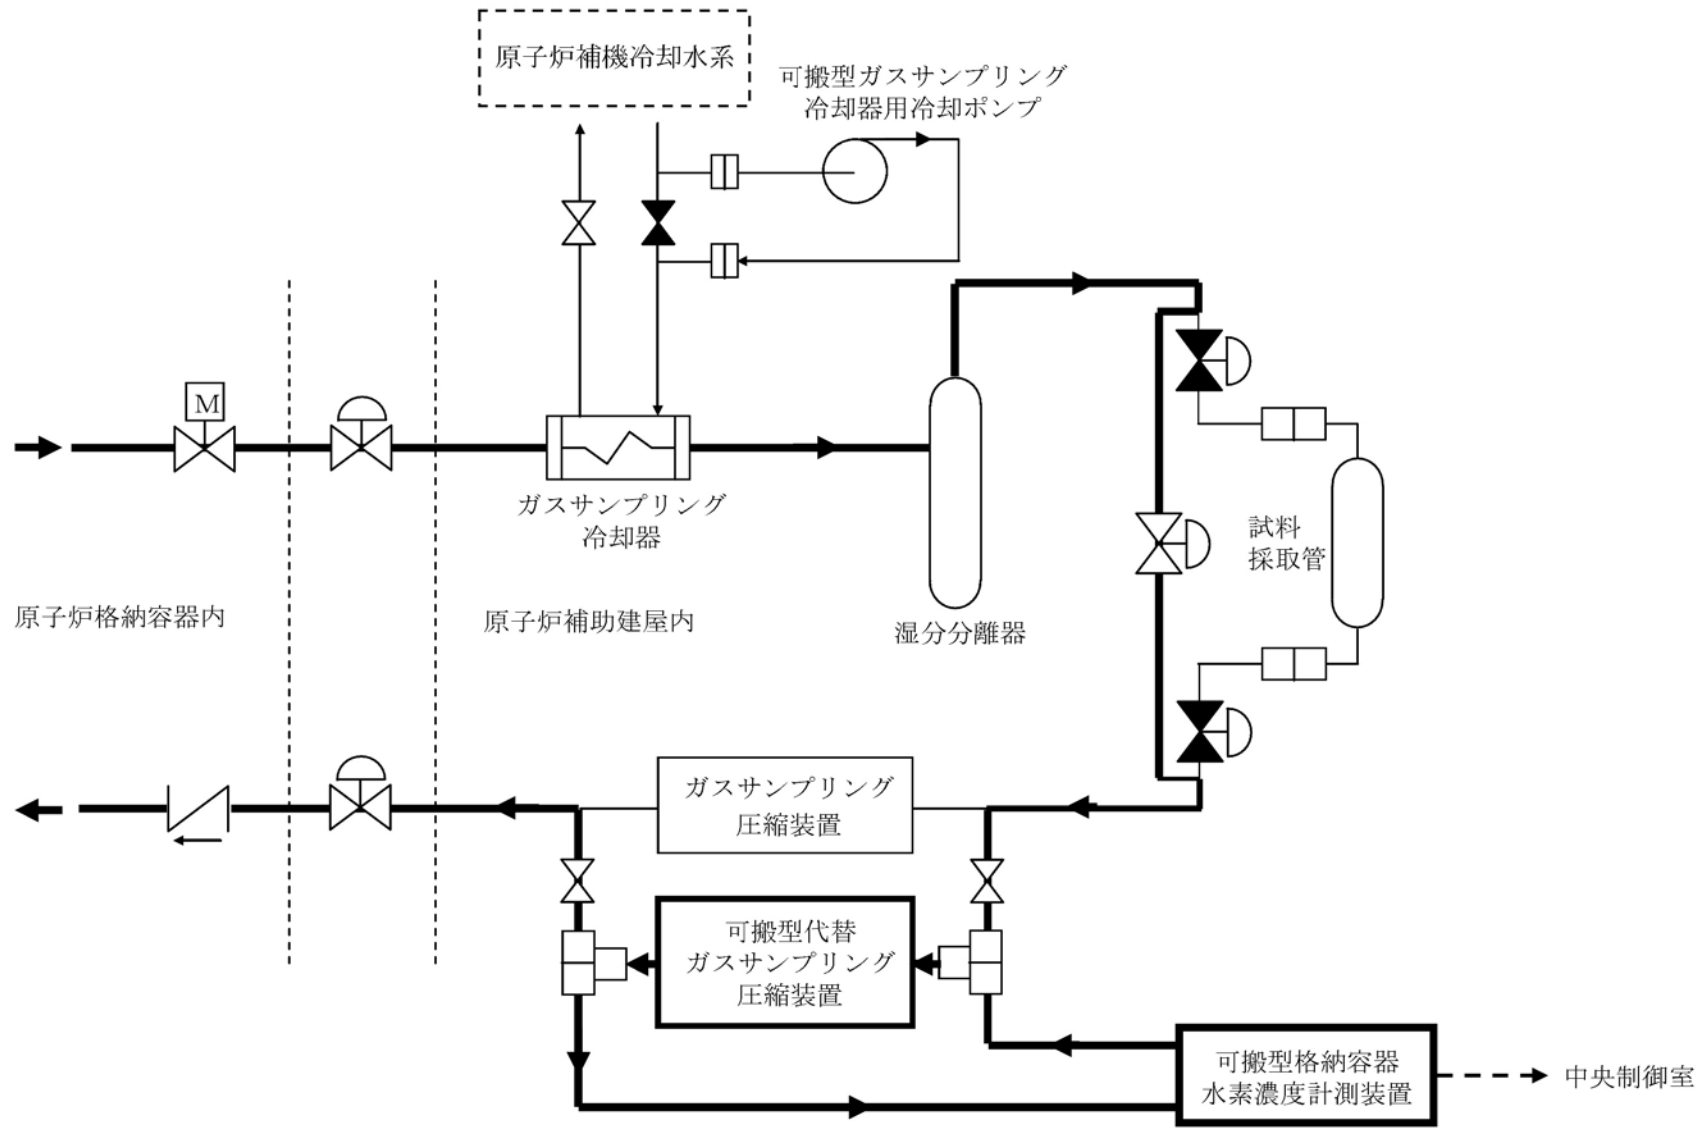 原子炉補機冷却水系
可搬型ガスサンプリング
冷却器用冷却ポンプ
M
ガスサンプリング
冷却器
試料
採取管
原子炉格納容器内
原子炉補助建屋内
湿分分離器
ガスサンプリング
圧縮装置
可搬型代替
ガスサンプリング
圧縮装置
可搬型格納容器
水素濃度計測装置
中央制御室